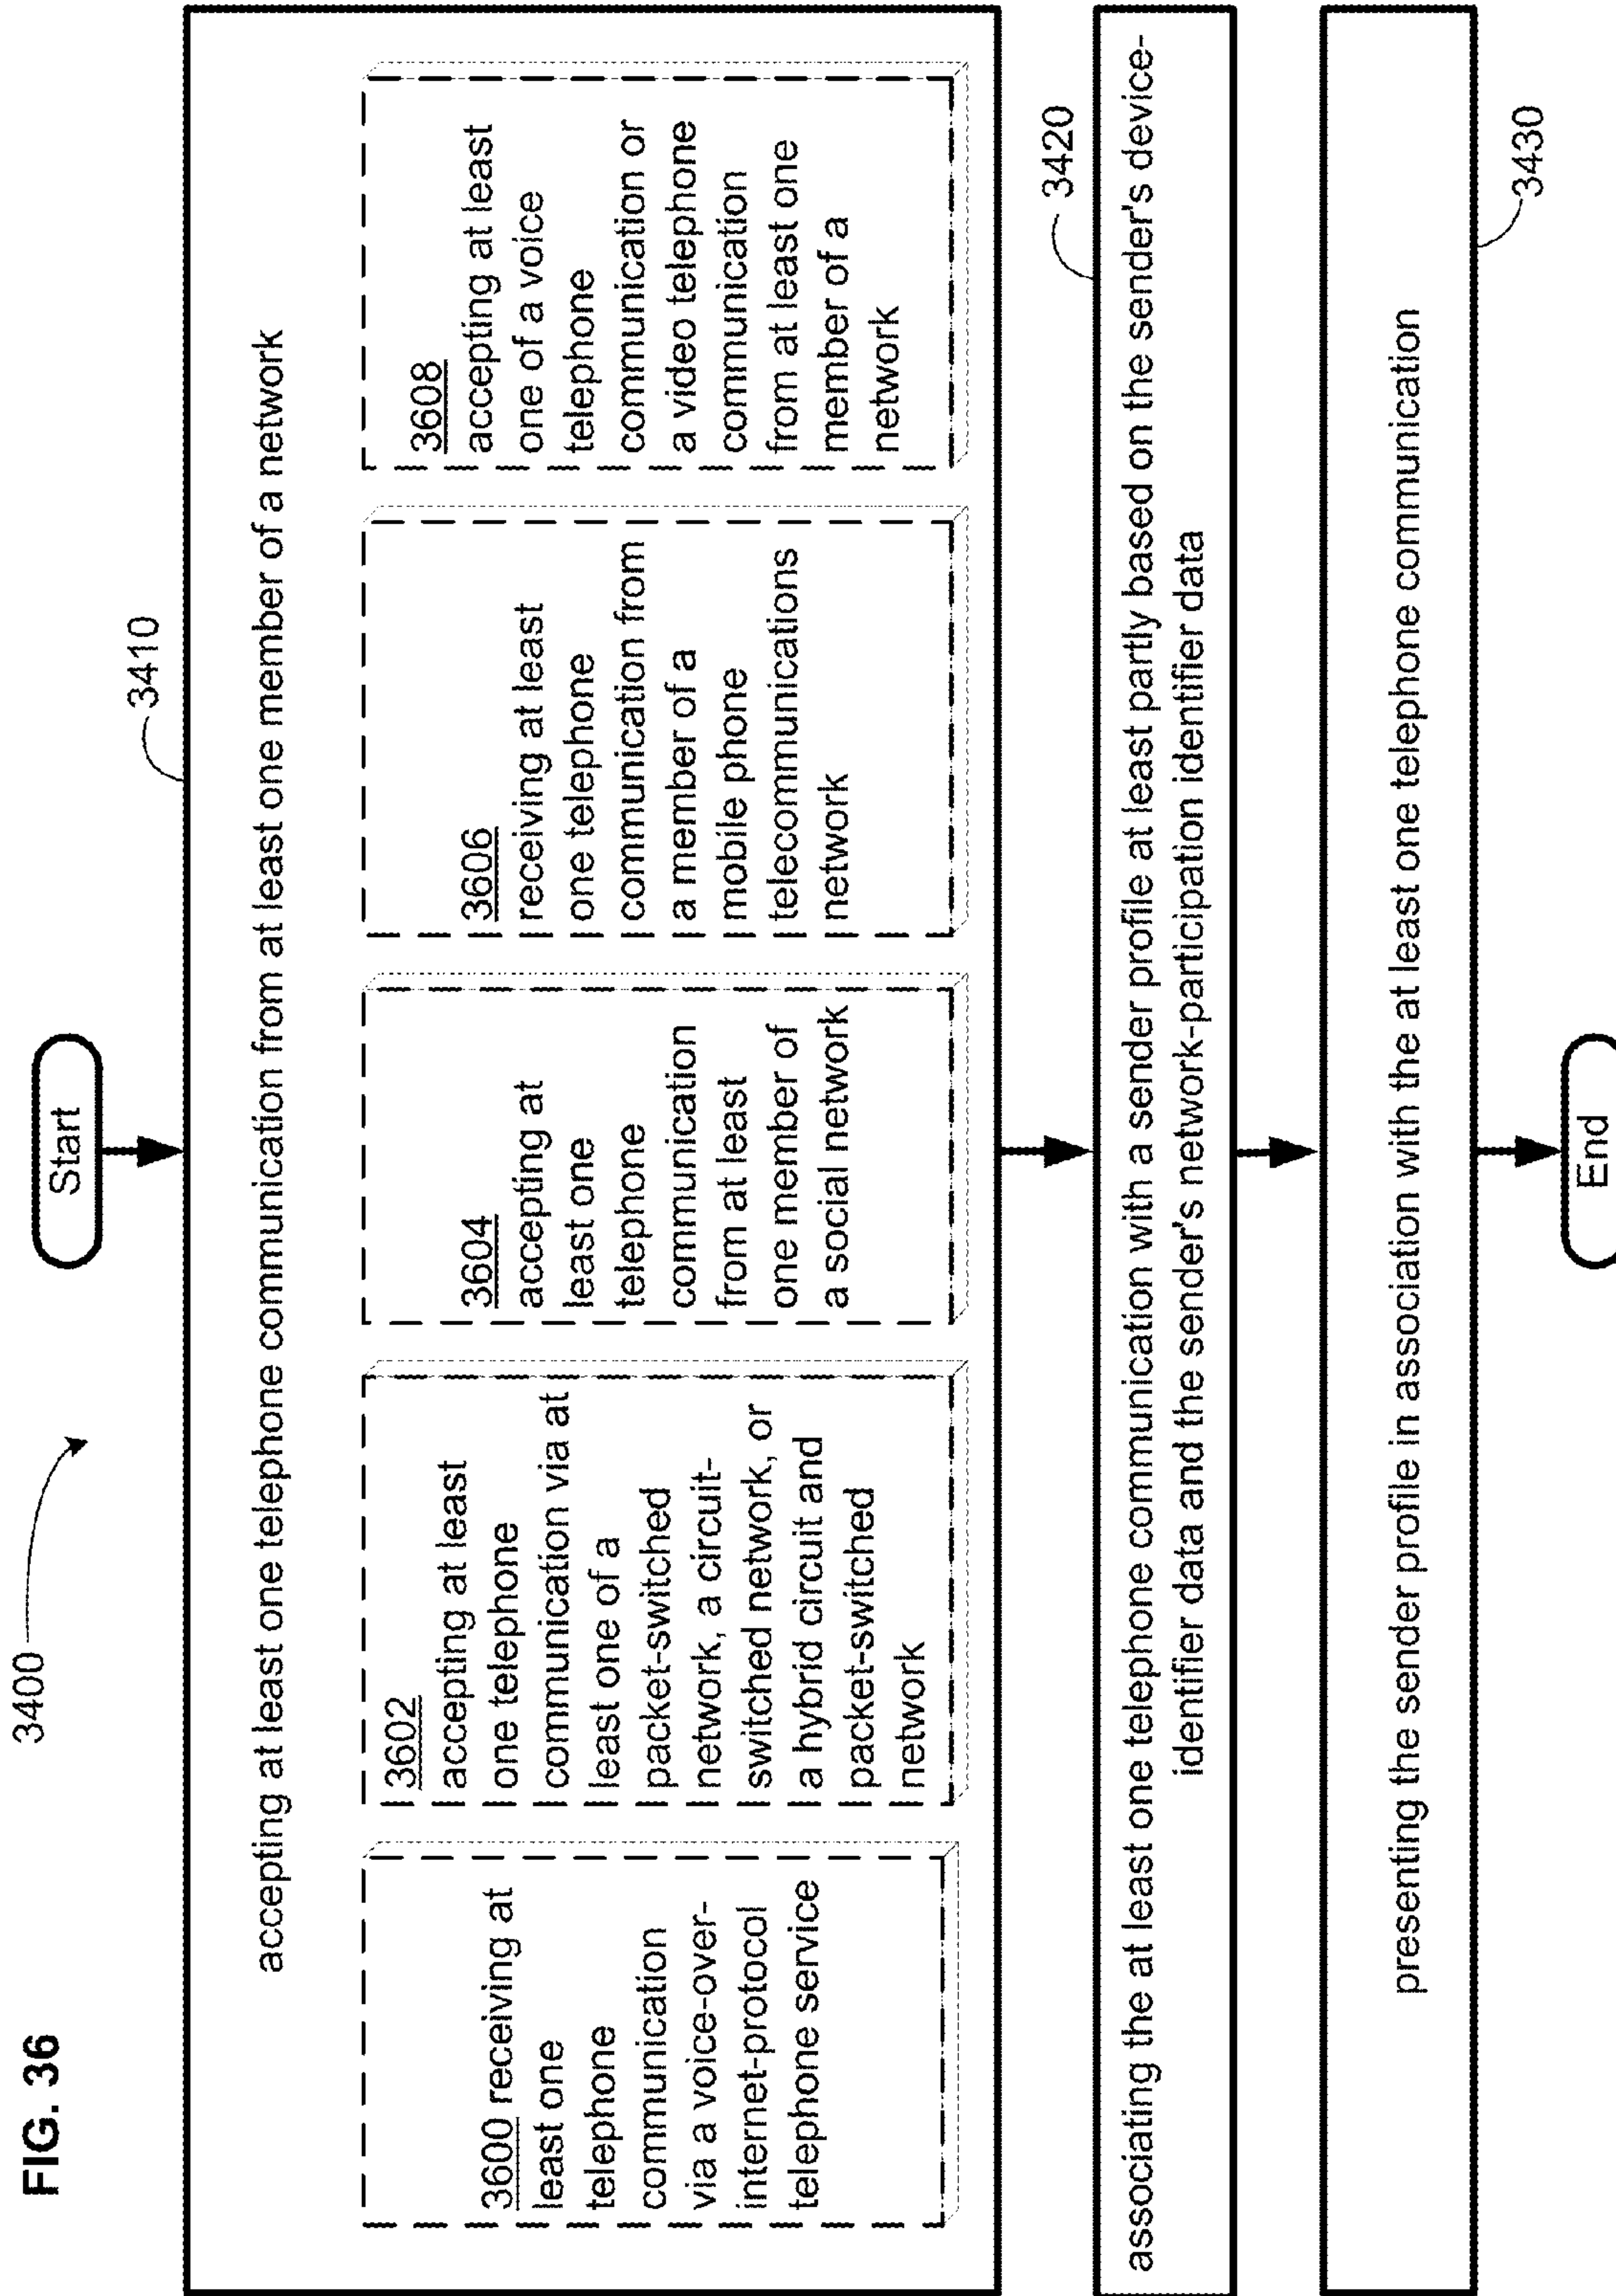 FIG. 36
3400
Start
3410
accepting at least one telephone communication from at least one member of a network
3600 receiving at
least one
telephone
communication
via a voice-over-
internet-protocol
telephone service
3602
accepting at least
one telephone
communication via at
least one of a
packet-switched
network, a circuit-
switched network, or
a hybrid circuit and
packet-switched
network
3604
accepting at
least one
telephone
communication
from at least
one member of
a social network
3606
receiving at least
one telephone
communication from
a member of a
mobile phone
telecommunications
network
3608
accepting at least
one of a voice
telephone
communication or
a video telephone
communication
from at least one
member of a
network
3420
associating the at least one telephone communication with a sender profile at least partly based on the sender's device-
identifier data and the sender's network-participation identifier data
presenting the sender profile in association with the at least one telephone communication
3430
End